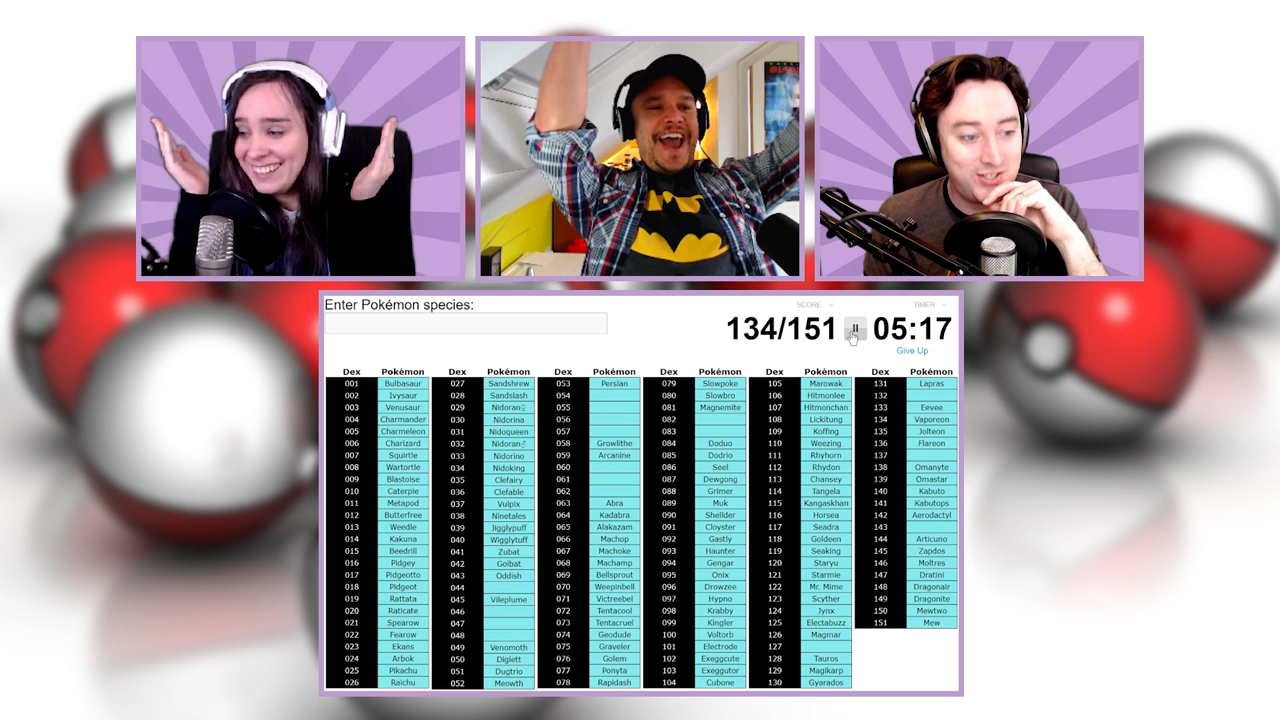 Enter Pokémon species:
SCORE TIMER
134/151 05:17
Give Up
Dex Pokémon Dex Pokémon Dex Pokémon Dex Pokémon Dex Pokémon Dex Pokémon
001 Bulbasaur 027 Sandshrew 053 Persian 079 Slowpoke 105 Marowak 131 Lapras
002 Ivysaur 028 Sandslash 054 080 Slowbro 106 Hitmonlee 132
003 Venusaur 029 Nidoran♀ 055 081 Magnemite 107 Hitmonchan 133 Eevee
004 Charmander 030 Nidorina 056 082 108 Lickitung 134 Vaporeon
005 Charmeleon 031 Nidoqueen 057 083 109 Koffing 135 Jolteon
006 Charizard 032 Nidoran♂ 058 Growlithe 084 Doduo 110 Weezing 136 Flareon
007 Squirtle 033 Nidorino 059 Arcanine 085 Dodrio 111 Rhyhorn 137
008 Wartortle 034 Nidoking 060 086 Seel 112 Rhydon 138 Omanyte
009 Blastoise 035 Clefairy 061 087 Dewgong 113 Chansey 139 Omastar
010 Caterpie 036 Clefable 062 088 Grimer 114 Tangela 140 Kabuto
011 Metapod 037 Vulpix 063 Abra 089 Muk 115 Kangaskhan 141 Kabutops
012 Butterfree 038 Ninetales 064 Kadabra 090 Shellder 116 Horsea 142 Aerodactyl
013 Weedle 039 Jigglypuff 065 Alakazam 091 Cloyster 117 Seadra 143
014 Kakuna 040 Wigglytuff 066 Machop 092 Gastly 118 Goldeen 144 Articuno
015 Beedrill 041 Zubat 067 Machoke 093 Haunter 119 Seaking 145 Zapdos
016 Pidgey 042 Golbat 068 Machamp 094 Gengar 120 Staryu 146 Moltres
017 Pidgeotto 043 Oddish 069 Bellsprout 095 Onix 121 Starmie 147 Dratini
018 Pidgeot 044 070 Weepinbell 096 Drowzee 122 Mr. Mime 148 Dragonair
019 Rattata 045 Vileplume 071 Victreebel 097 Hypno 123 Scyther 149 Dragonite
020 Raticate 046 072 Tentacool 098 Krabby 124 Jynx 150 Mewtwo
021 Spearow 047 073 Tentacruel 099 Kingler 125 Electabuzz 151 Mew
022 Fearow 048 074 Geodude 100 Voltorb 126 Magmar
023 Ekans 049 Venomoth 075 Graveler 101 Electrode 127
024 Arbok 050 Diglett 076 Golem 102 Exeggcute 128 Tauros
025 Pikachu 051 Dugtrio 077 Ponyta 103 Exeggutor 129 Magikarp
026 Raichu 052 Meowth 078 Rapidash 104 Cubone 130 Gyarados